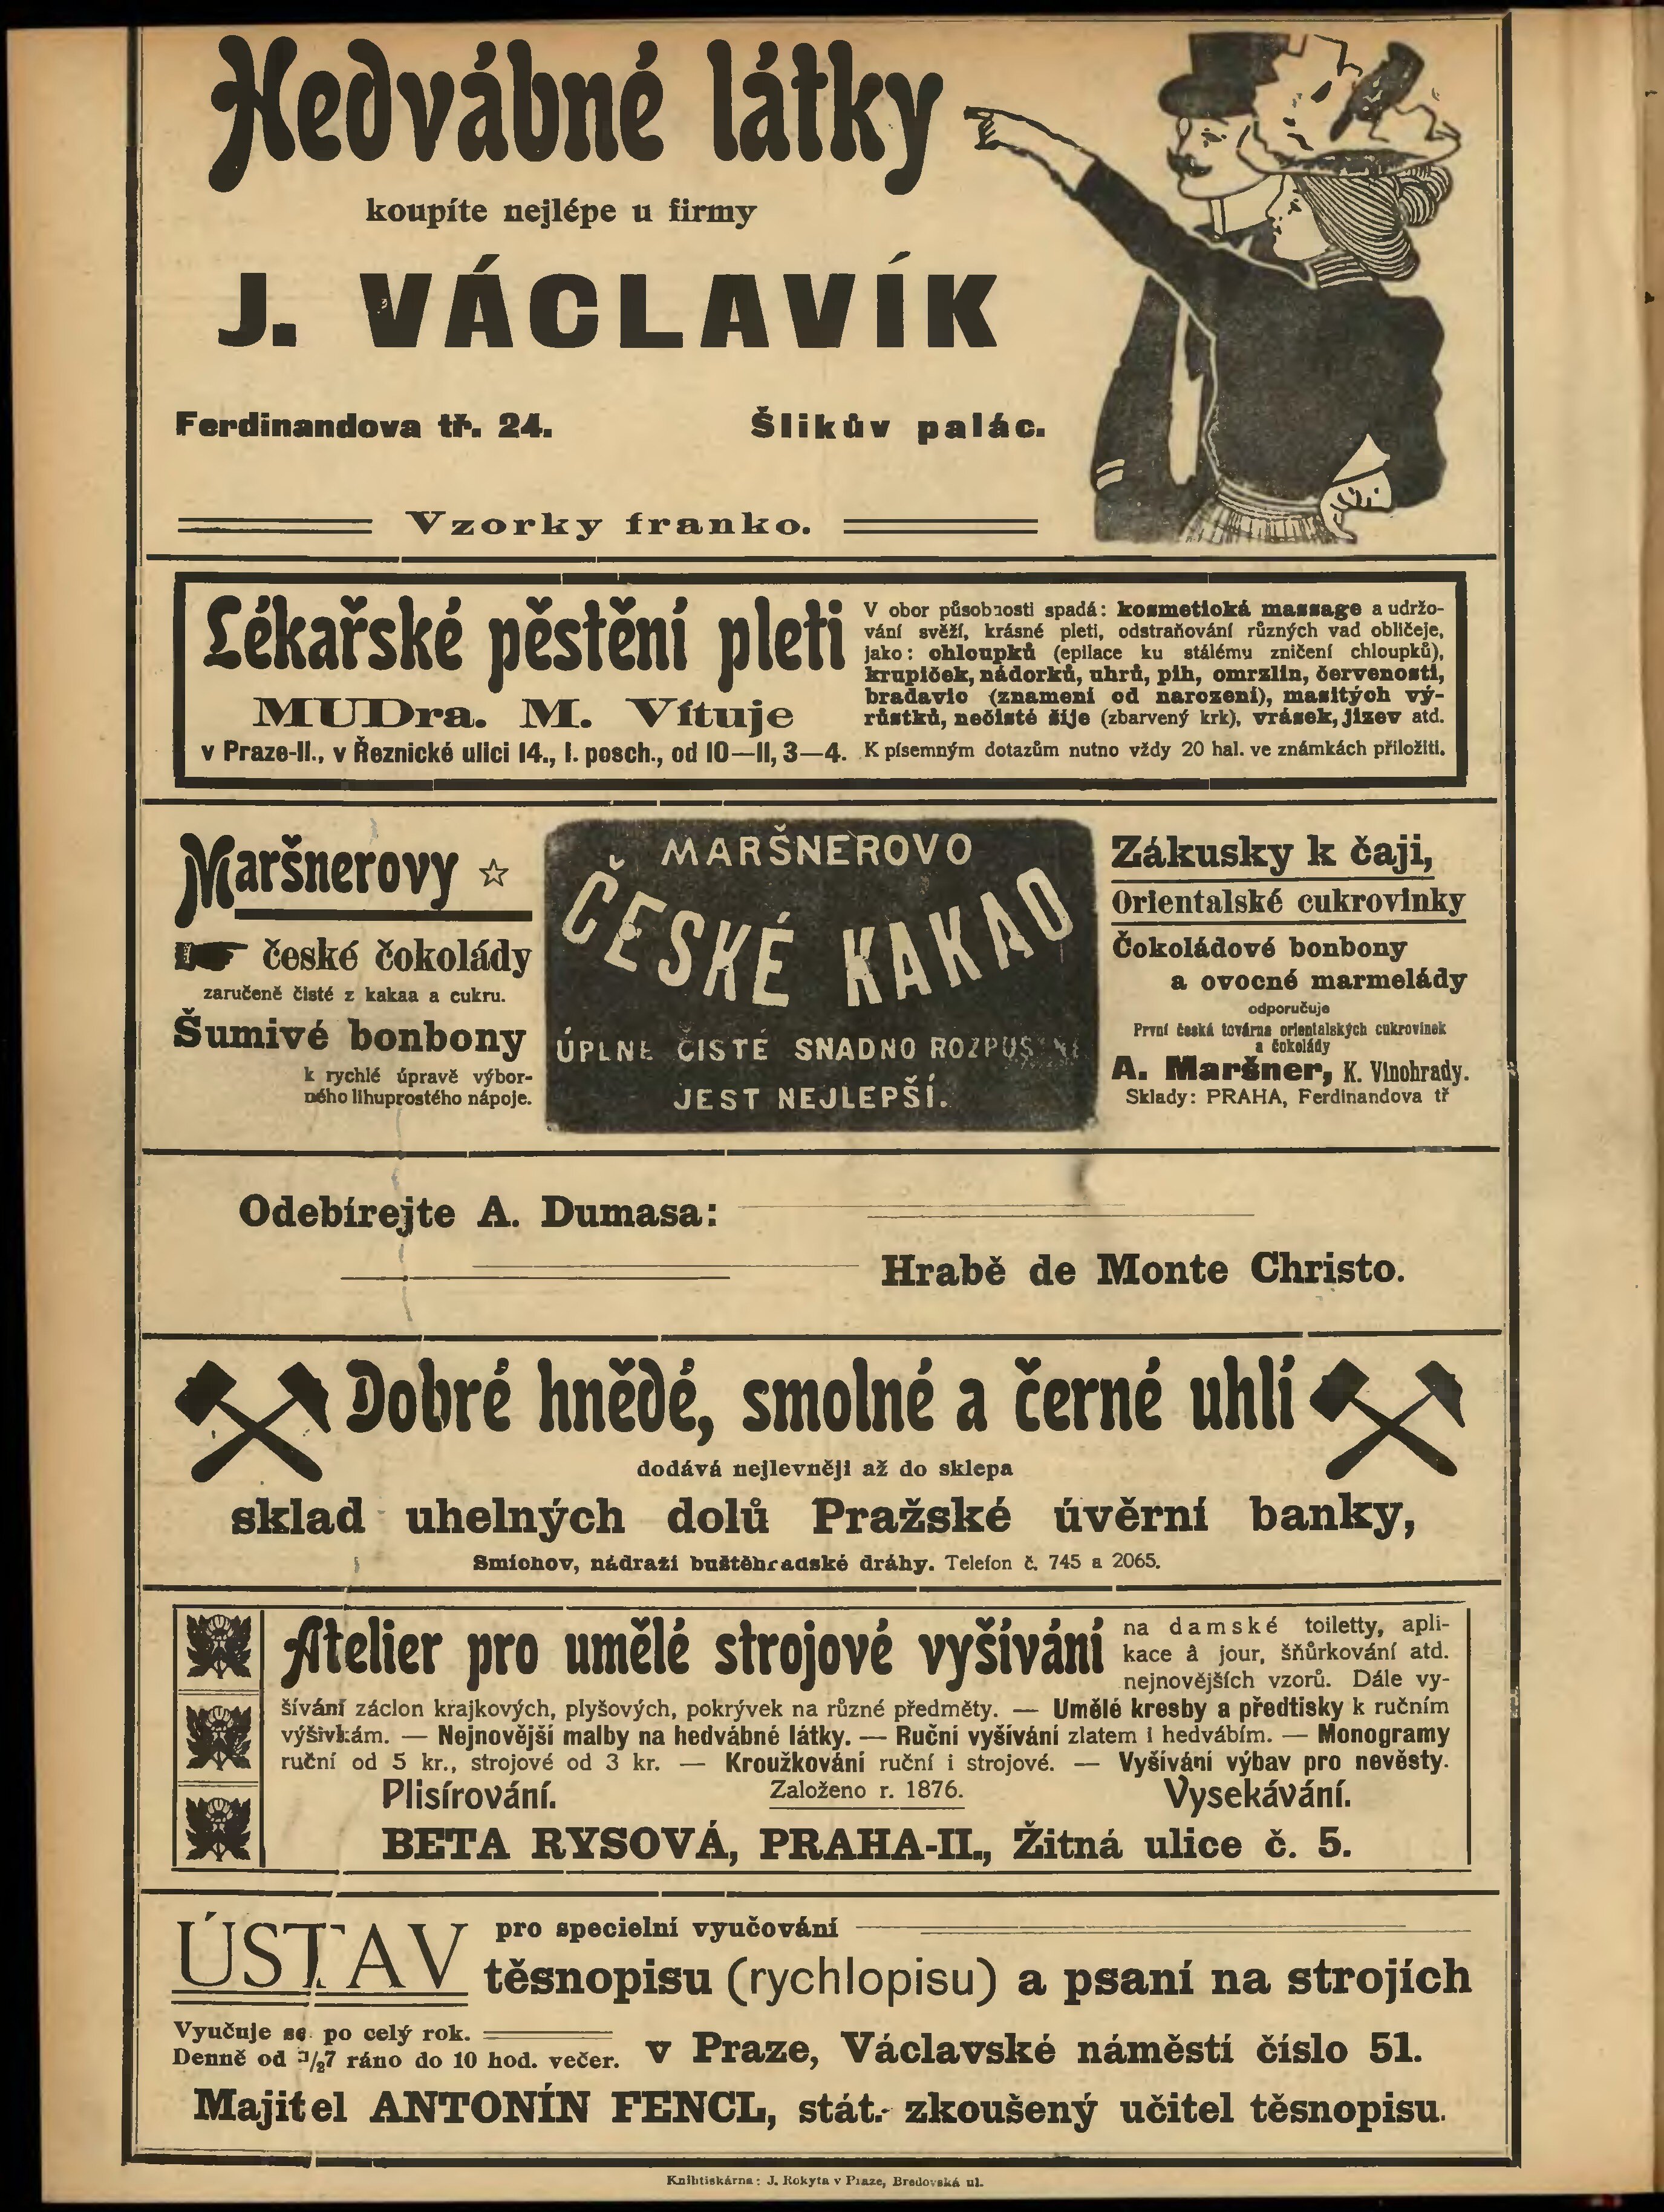 Hedvábné látky
koupíte nejlépe u firmy
J. VÁCLAVÍK
Ferdinandova tř. 24. Šlikův palác.
Vzorky franko.
Lékařské pěstění pleti
MUDra. M. Vítuje
v Praze-II., v Řeznické ulici 14., I. posch., od 10—11, 3—4.
V obor působnosti spadá: kosmetická massage a udržo-
vání svěží, krásné pleti, odstraňování různých vad obličeje,
jako: chloupků (epilace ku stálému zničení chloupků),
krupiček, nádorků, uhrů, pih, omrzlin, červenosti,
bradavic (znamení od narození), masitých vý-
růstků, nečisté šije (zbarvený krk), vrásek, jizev atd.
K písemným dotazům nutno vždy 20 hal. ve známkách přiložiti.
Maršnerovy
české čokolády
zaručeně čisté z kakaa a cukru.
Šumivé bonbony
k rychlé úpravě výbor-
ného lihuprostého nápoje.
MARŠNEROVO
ČESKÉ KAKAO
ÚPLNĚ ČISTÉ SNADNO ROZPUSTNÉ
JEST NEJLEPŠÍ.
Zákusky k čaji,
Orientalské cukrovinky
Čokoládové bonbony
a ovocné marmelády
odporučuje
První česká továrna orientalských cukrovinek
a čokolády
A. Maršner, K. Vinohrady.
Sklady: PRAHA, Ferdinandova tř
Odebírejte A. Dumasa:
Hrabě de Monte Christo.
Dobré hnědé, smolné a černé uhlí
dodává nejlevněji až do sklepa
sklad uhelných dolů Pražské úvěrní banky,
Smíchov, nádraží buštěhradské dráhy. Telefon č. 745 a 2065.
Atelier pro umělé strojové vyšívání
na damské toiletty, apli-
kace à jour, šňůrkování atd.
nejnovějších vzorů. Dále vy-
šívání záclon krajkových, plyšových, pokrývek na různé předměty. — Umělé kresby a předtisky k ručním
výšivkám. — Nejnovější malby na hedvábné látky. — Ruční vyšívání zlatem i hedvábím. — Monogramy
ruční od 5 kr., strojové od 3 kr. — Kroužkování ruční i strojové. — Vyšívání výbav pro nevěsty.
Plisírování. Založeno r. 1876. Vysekávání.
BETA RYSOVÁ, PRAHA-II., Žitná ulice č. 5.
ÚSTAV pro specielní vyučování
těsnopisu (rychlopisu) a psaní na strojích
Vyučuje se po celý rok.
Denně od 1/27 ráno do 10 hod. večer.
v Praze, Václavské náměstí číslo 51.
Majitel ANTONÍN FENCL, stát. zkoušený učitel těsnopisu.
Knihtiskárna: J. Rokyta v Praze, Bredovská ul.